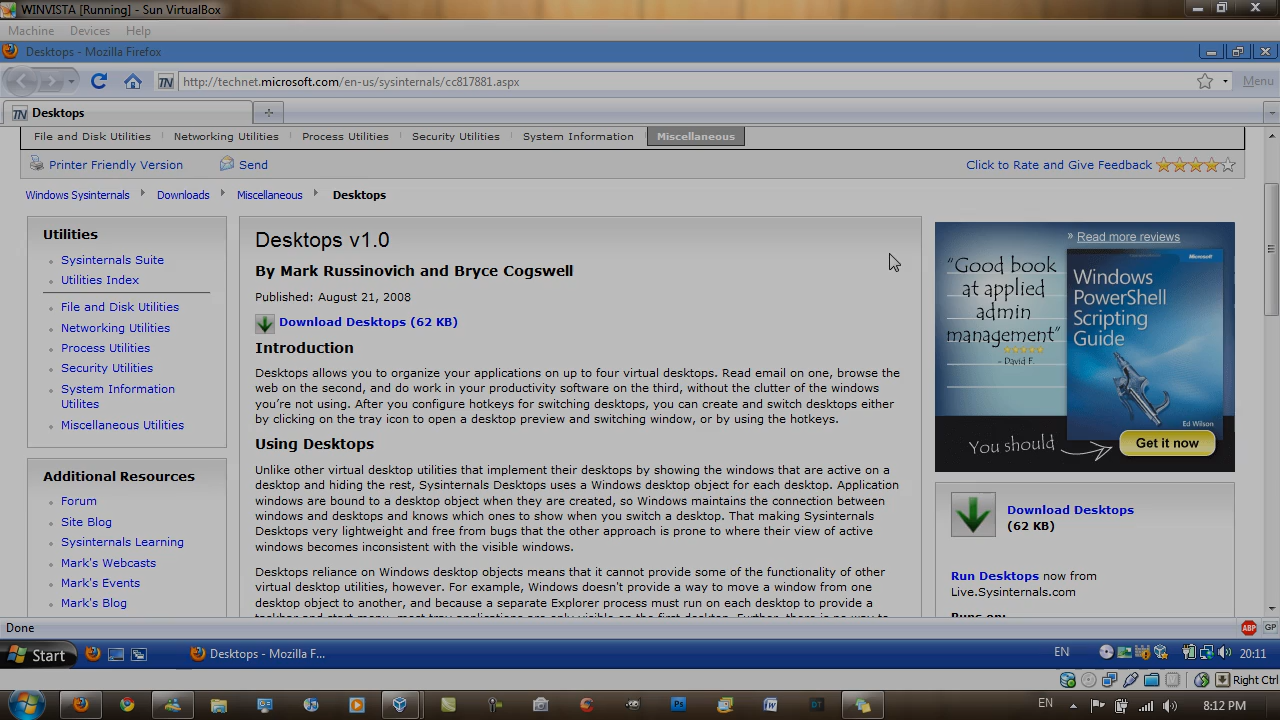 WINVISTA [Running] - Sun VirtualBox
Machine Devices Help
Desktops - Mozilla Firefox
TN http://technet.microsoft.com/en-us/sysinternals/cc817881.aspx Menu
TN Desktops
File and Disk Utilities Networking Utilities Process Utilities Security Utilities System Information Miscellaneous
Printer Friendly Version Send Click to Rate and Give Feedback
Windows Sysinternals Downloads Miscellaneous Desktops
Utilities
Sysinternals Suite
Utilities Index
File and Disk Utilities
Networking Utilities
Process Utilities
Security Utilities
System Information
Utilites
Miscellaneous Utilities
Additional Resources
Forum
Site Blog
Sysinternals Learning
Mark's Webcasts
Mark's Events
Mark's Blog
Desktops v1.0
By Mark Russinovich and Bryce Cogswell
Published: August 21, 2008
Download Desktops (62 KB)
Introduction
Desktops allows you to organize your applications on up to four virtual desktops. Read email on one, browse the
web on the second, and do work in your productivity software on the third, without the clutter of the windows
you're not using. After you configure hotkeys for switching desktops, you can create and switch desktops either
by clicking on the tray icon to open a desktop preview and switching window, or by using the hotkeys.
Using Desktops
Unlike other virtual desktop utilities that implement their desktops by showing the windows that are active on a
desktop and hiding the rest, Sysinternals Desktops uses a Windows desktop object for each desktop. Application
windows are bound to a desktop object when they are created, so Windows maintains the connection between
windows and desktops and knows which ones to show when you switch a desktop. That making Sysinternals
Desktops very lightweight and free from bugs that the other approach is prone to where their view of active
windows becomes inconsistent with the visible windows.
Desktops reliance on Windows desktop objects means that it cannot provide some of the functionality of other
virtual desktop utilities, however. For example, Windows doesn't provide a way to move a window from one
desktop object to another, and because a separate Explorer process must run on each desktop to provide a
» Read more reviews
"Good book
at applied
admin
management"
- David F.
Microsoft
Windows
PowerShell
Scripting
Guide
Ed Wilson
You should
Get it now
Download Desktops
(62 KB)
Run Desktops now from
Live.Sysinternals.com
Done ABP GP
Start Desktops - Mozilla F... EN 20:11
Right Ctrl
Ps DT EN 8:12 PM